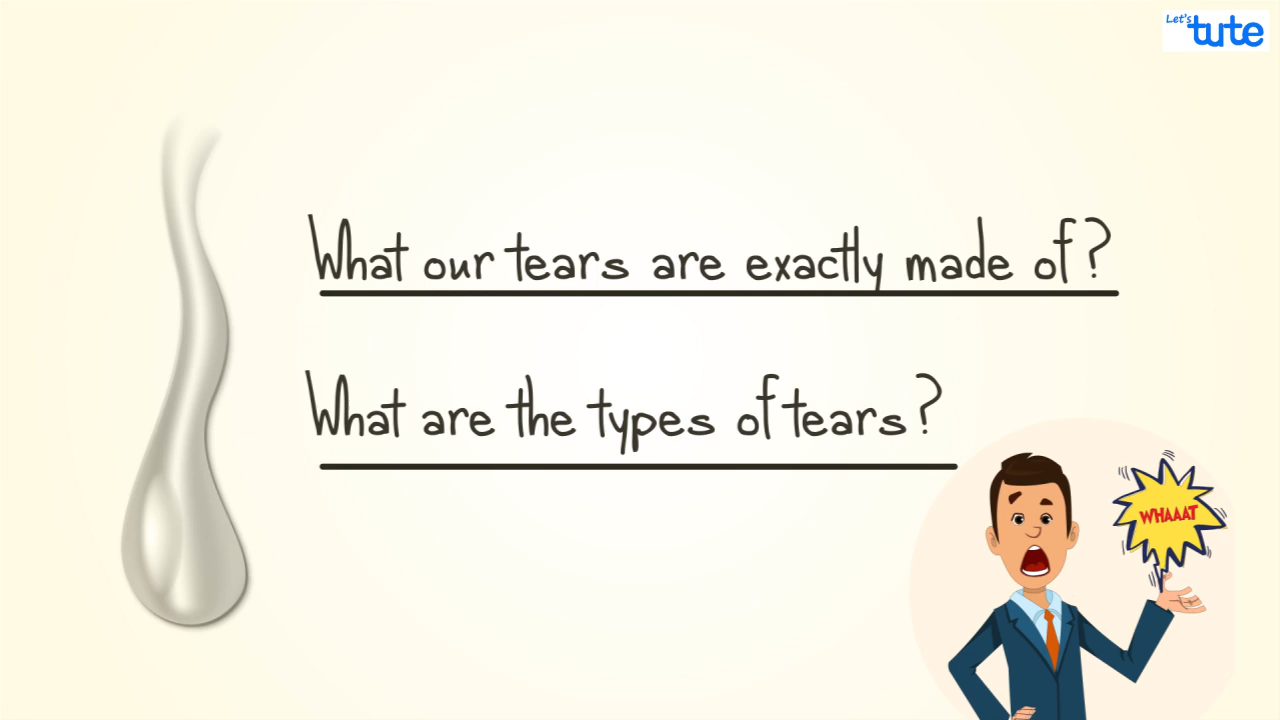 Let's
tute
What our tears are exactly made of?
What are the types of tears?
WHAAAT